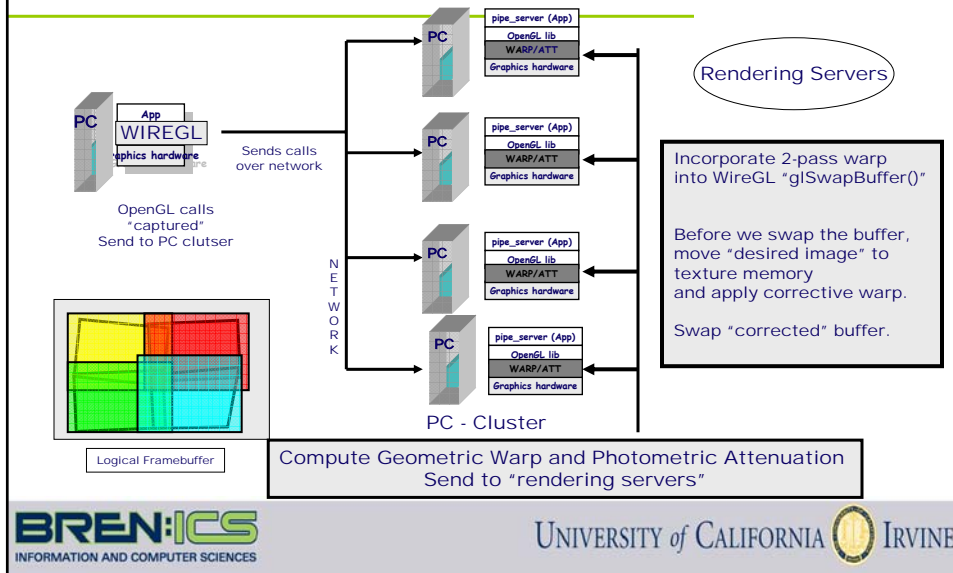 PC
App
WIREGL
aphics hardware
Sends calls
over network
OpenGL calls
"captured"
Send to PC clutser
N
E
T
W
O
R
K
PC
pipe_server (App)
OpenGL lib
WARP/ATT
Graphics hardware
PC
pipe_server (App)
OpenGL lib
WARP/ATT
Graphics hardware
PC
pipe_server (App)
OpenGL lib
WARP/ATT
Graphics hardware
PC
pipe_server (App)
OpenGL lib
WARP/ATT
Graphics hardware
PC - Cluster
Rendering Servers
Incorporate 2-pass warp
into WireGL "glSwapBuffer()"
Before we swap the buffer,
move "desired image" to
texture memory
and apply corrective warp.
Swap "corrected" buffer.
Logical Framebuffer
Compute Geometric Warp and Photometric Attenuation
Send to "rendering servers"
BREN:ICS
INFORMATION AND COMPUTER SCIENCES
UNIVERSITY of CALIFORNIA IRVINE